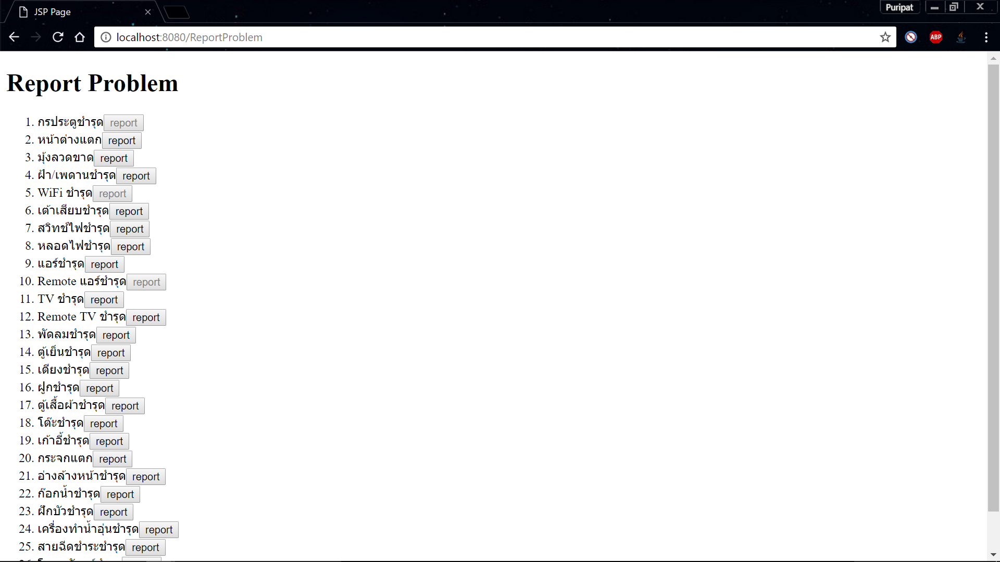 JSP Page
Puripat
localhost:8080/ReportProblem
ABP
Report Problem
1. กรประตูชำรุด report
2. หน้าต่างแตก report
3. มุ้งลวดขาด report
4. ฝ้า/เพดานชำรุด report
5. WiFi ชำรุด report
6. เต้าเสียบชำรุด report
7. สวิทช์ไฟชำรุด report
8. หลอดไฟชำรุด report
9. แอร์ชำรุด report
10. Remote แอร์ชำรุด report
11. TV ชำรุด report
12. Remote TV ชำรุด report
13. พัดลมชำรุด report
14. ตู้เย็นชำรุด report
15. เตียงชำรุด report
16. ฝูกชำรุด report
17. ตู้เสื้อผ้าชำรุด report
18. โต๊ะชำรุด report
19. เก้าอี้ชำรุด report
20. กระจกแตก report
21. อ่างล้างหน้าชำรุด report
22. ก๊อกน้ำชำรุด report
23. ฝักบัวชำรุด report
24. เครื่องทำน้ำอุ่นชำรุด report
25. สายฉีดชำระชำรุด report